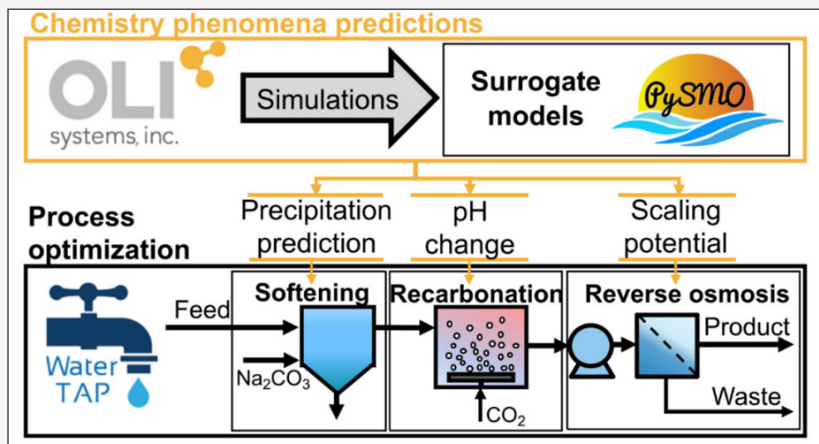 Chemistry phenomena predictions
OLI
systems, inc.
Simulations
Surrogate
models
PySMO
Process
optimization
Precipitation
prediction
pH
change
Scaling
potential
Water
TAP
Feed
Na₂CO₃
Softening
Recarbonation
CO₂
Reverse osmosis
Product
Waste